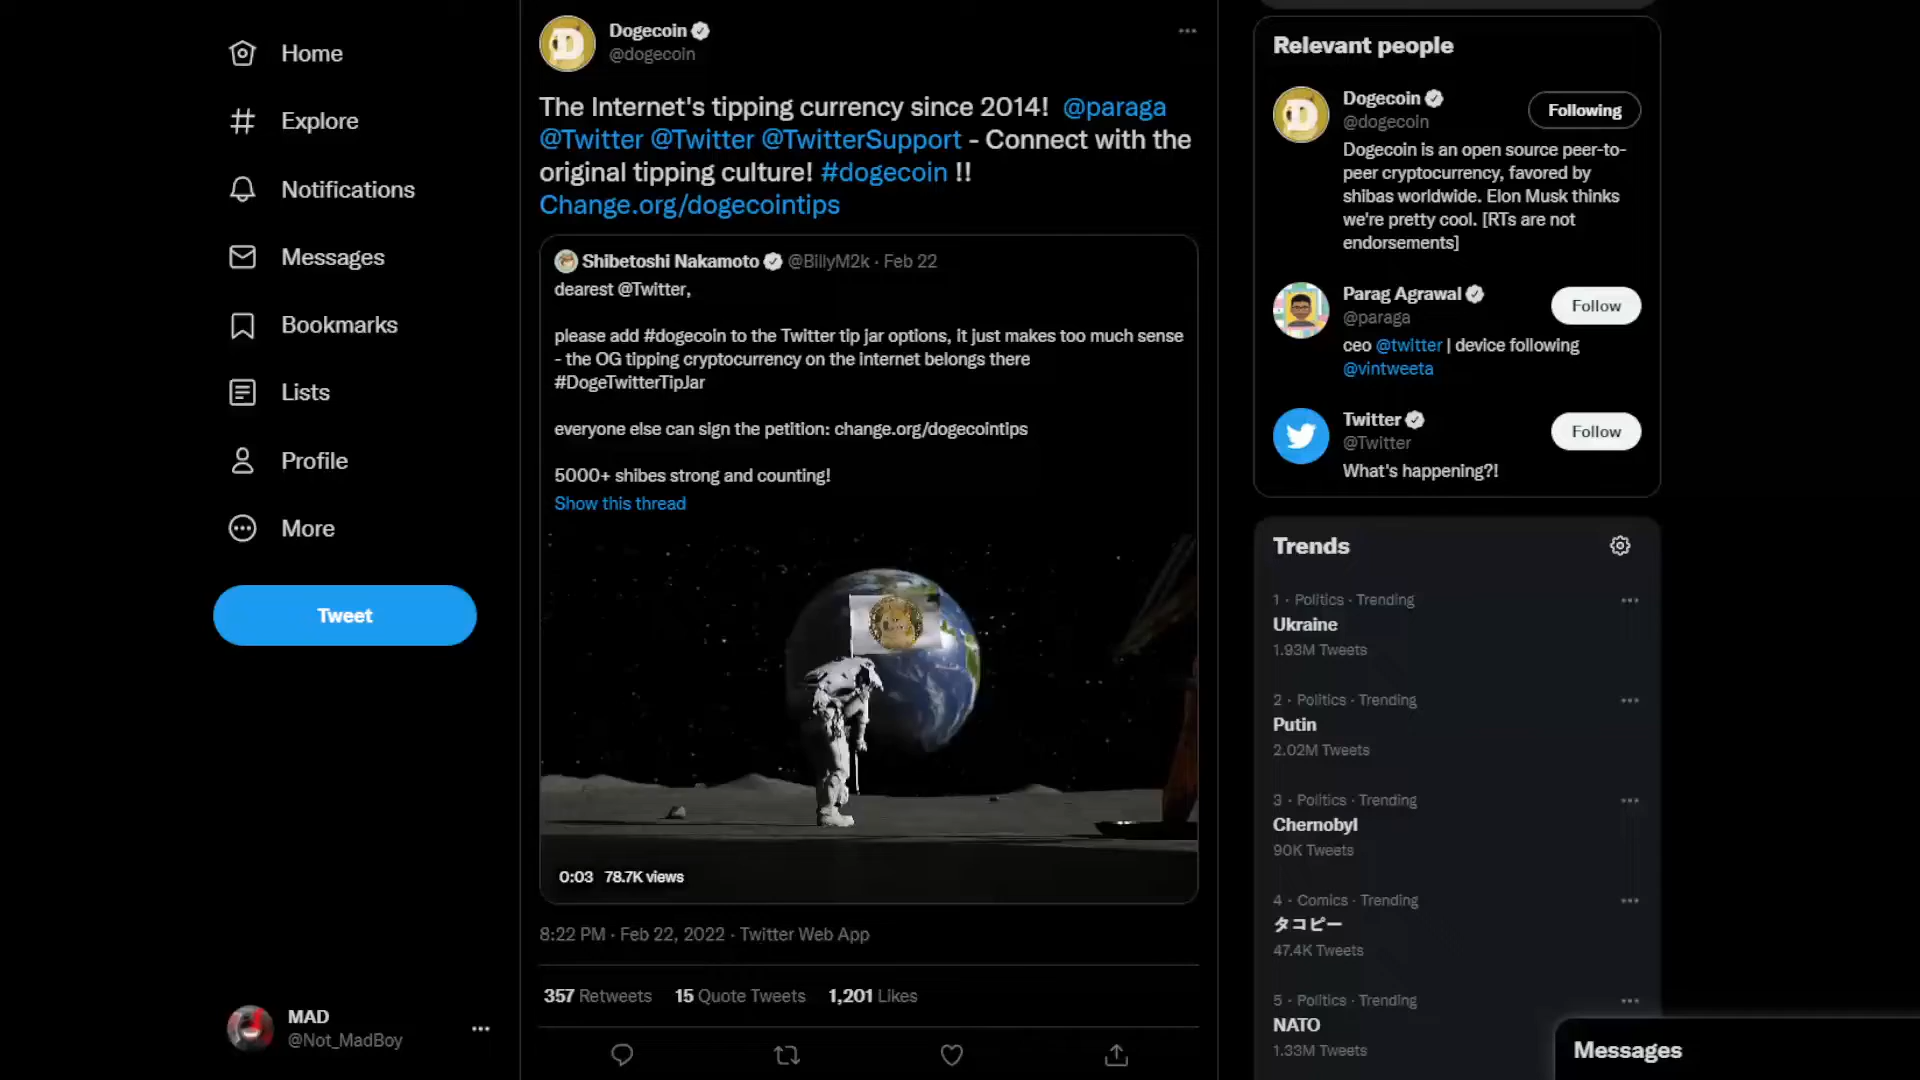 Home
Explore
Notifications
Messages
Bookmarks
Lists
Profile
More
Tweet
MAD
@Not_MadBoy
Dogecoin
@dogecoin
The Internet's tipping currency since 2014! @paraga
@Twitter @Twitter @TwitterSupport - Connect with the
original tipping culture! #dogecoin !!
Change.org/dogecointips
Shibetoshi Nakamoto @BillyM2k · Feb 22
dearest @Twitter,
please add #dogecoin to the Twitter tip jar options, it just makes too much sense
- the OG tipping cryptocurrency on the internet belongs there
#DogeTwitterTipJar
everyone else can sign the petition: change.org/dogecointips
5000+ shibes strong and counting!
Show this thread
0:03 78.7K views
8:22 PM · Feb 22, 2022 · Twitter Web App
357 Retweets 15 Quote Tweets 1,201 Likes
Relevant people
Dogecoin
@dogecoin
Following
Dogecoin is an open source peer-to-
peer cryptocurrency, favored by
shibas worldwide. Elon Musk thinks
we're pretty cool. [RTs are not
endorsements]
Parag Agrawal
@paraga
Follow
ceo @twitter | device following
@vintweeta
Twitter
@Twitter
Follow
What's happening?!
Trends
1 · Politics · Trending
Ukraine
1.93M Tweets
2 · Politics · Trending
Putin
2.02M Tweets
3 · Politics · Trending
Chernobyl
90K Tweets
4 · Comics · Trending
タコピー
47.4K Tweets
5 · Politics · Trending
NATO
1.33M Tweets
Messages